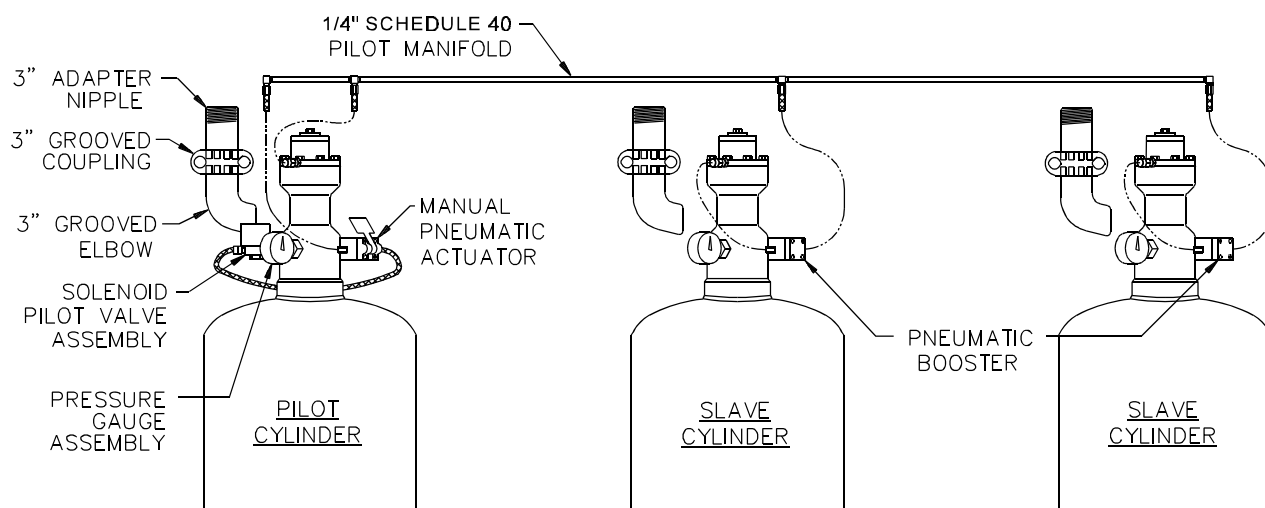 1/4" SCHEDULE 40
PILOT MANIFOLD
3" ADAPTER
NIPPLE
3" GROOVED
COUPLING
3" GROOVED
ELBOW
MANUAL
PNEUMATIC
ACTUATOR
SOLENOID
PILOT VALVE
ASSEMBLY
PNEUMATIC
BOOSTER
PRESSURE
GAUGE
ASSEMBLY
PILOT
CYLINDER
SLAVE
CYLINDER
SLAVE
CYLINDER